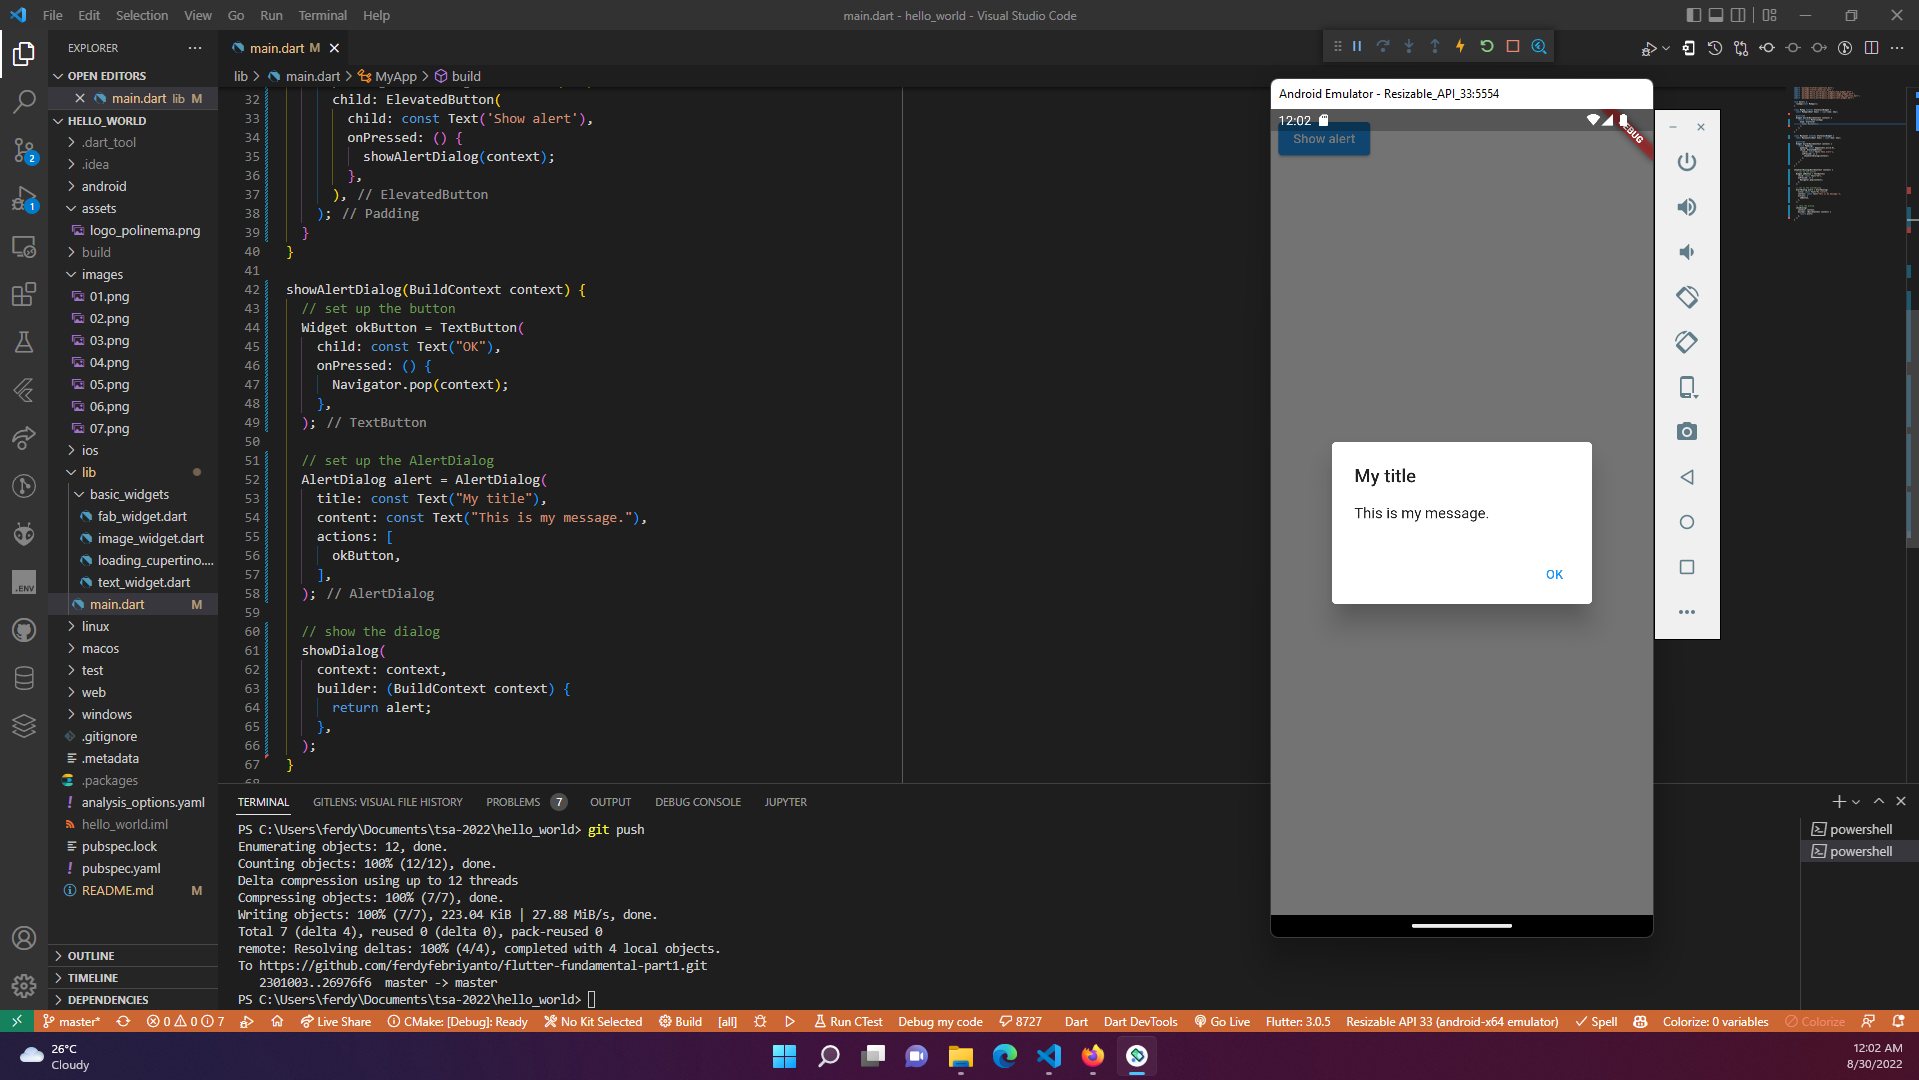 File Edit Selection View Go Run Terminal Help
main.dart - hello_world - Visual Studio Code
EXPLORER
OPEN EDITORS
main.dart lib M
HELLO_WORLD
.dart_tool
.idea
android
assets
logo_polinema.png
build
images
01.png
02.png
03.png
04.png
05.png
06.png
07.png
ios
lib
basic_widgets
fab_widget.dart
image_widget.dart
loading_cupertino....
text_widget.dart
main.dart M
linux
macos
test
web
windows
.gitignore
.metadata
.packages
analysis_options.yaml
hello_world.iml
pubspec.lock
pubspec.yaml
README.md M
OUTLINE
TIMELINE
DEPENDENCIES
2
1
.ENV
main.dart M
lib > main.dart > MyApp > build
32 child: ElevatedButton(
33 child: const Text('Show alert'),
34 onPressed: () {
35 showAlertDialog(context);
36 },
37 ), // ElevatedButton
38 ); // Padding
39 }
40 }
41
42 showAlertDialog(BuildContext context) {
43 // set up the button
44 Widget okButton = TextButton(
45 child: const Text("OK"),
46 onPressed: () {
47 Navigator.pop(context);
48 },
49 ); // TextButton
50
51 // set up the AlertDialog
52 AlertDialog alert = AlertDialog(
53 title: const Text("My title"),
54 content: const Text("This is my message."),
55 actions: [
56 okButton,
57 ],
58 ); // AlertDialog
59
60 // show the dialog
61 showDialog(
62 context: context,
63 builder: (BuildContext context) {
64 return alert;
65 },
66 );
67 }
68
Android Emulator - Resizable_API_33:5554
12:02
DEBUG
Show alert
My title
This is my message.
OK
TERMINAL GITLENS: VISUAL FILE HISTORY PROBLEMS 7 OUTPUT DEBUG CONSOLE JUPYTER
PS C:\Users\ferdy\Documents\tsa-2022\hello_world> git push
Enumerating objects: 12, done.
Counting objects: 100% (12/12), done.
Delta compression using up to 12 threads
Compressing objects: 100% (7/7), done.
Writing objects: 100% (7/7), 223.04 KiB | 27.88 MiB/s, done.
Total 7 (delta 4), reused 0 (delta 0), pack-reused 0
remote: Resolving deltas: 100% (4/4), completed with 4 local objects.
To https://github.com/ferdyfebriyanto/flutter-fundamental-part1.git
2301003..26976f6 master -> master
PS C:\Users\ferdy\Documents\tsa-2022\hello_world>
powershell
powershell
master* 0 0 7 Live Share CMake: [Debug]: Ready No Kit Selected Build [all] Run CTest Debug my code 8727 Dart Dart DevTools Go Live Flutter: 3.0.5 Resizable API 33 (android-x64 emulator) Spell Colorize: 0 variables Colorize
26°C
Cloudy
12:02 AM
8/30/2022